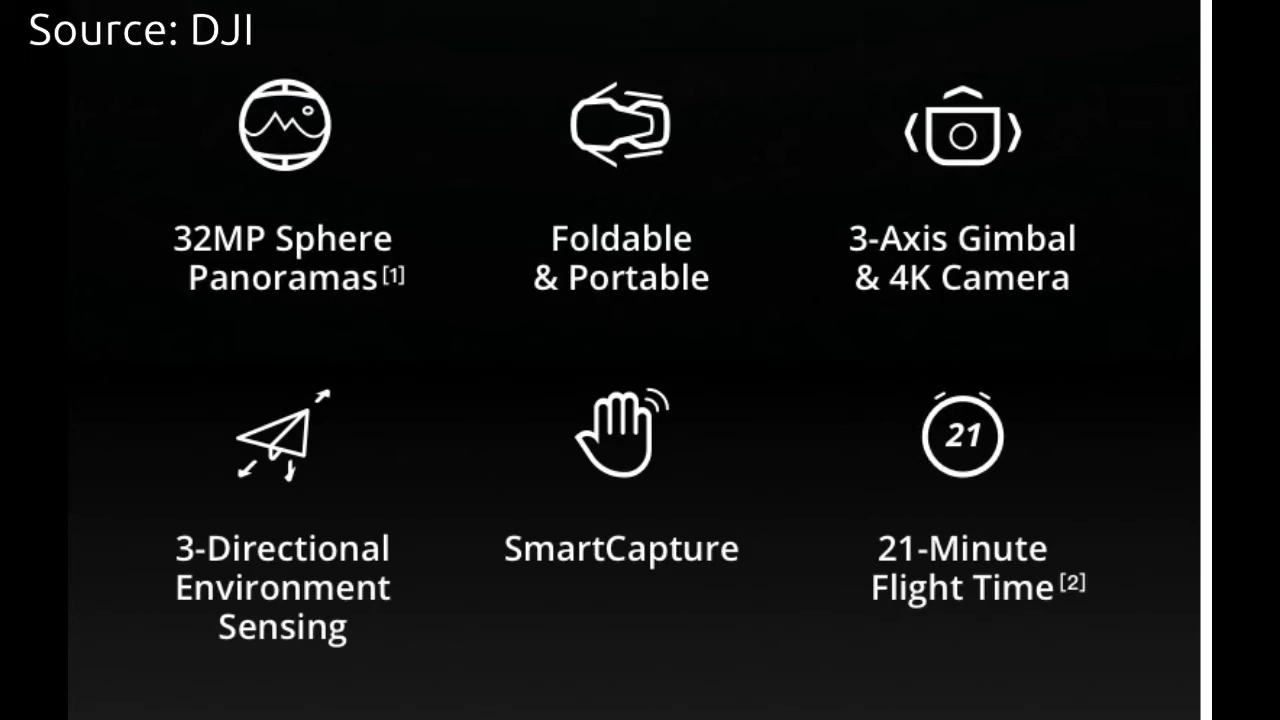 Source: DJI
32MP Sphere
Panoramas[1]
Foldable
& Portable
3-Axis Gimbal
& 4K Camera
21
3-Directional
Environment
Sensing
SmartCapture
21-Minute
Flight Time[2]